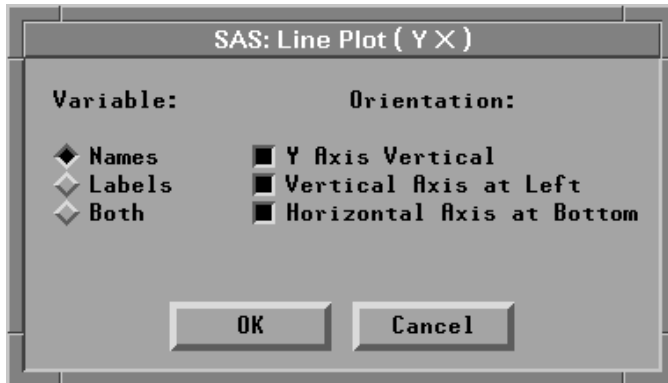 SAS: Line Plot ( Y X )
Variable:
Orientation:
Names
Labels
Both
Y Axis Vertical
Vertical Axis at Left
Horizontal Axis at Bottom
OK
Cancel